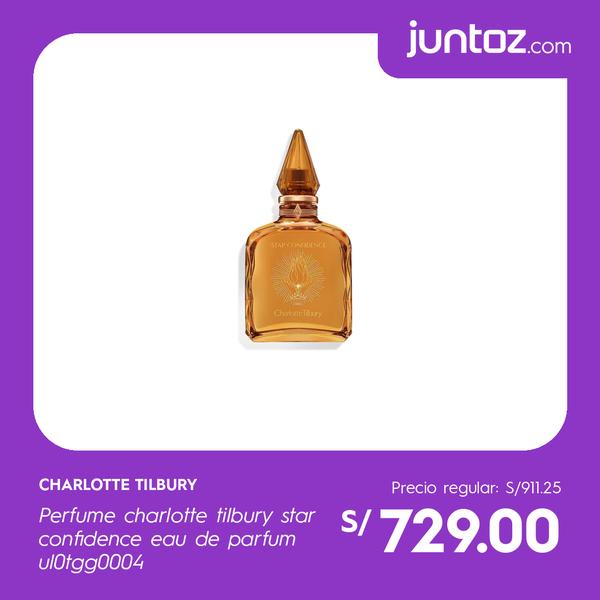 juntoz.com
STAR CONFIDENCE
Charlotte Tilbury
CHARLOTTE TILBURY
Perfume charlotte tilbury star
confidence eau de parfum
ul0tgg0004
Precio regular: S/911.25
S/ 729.00